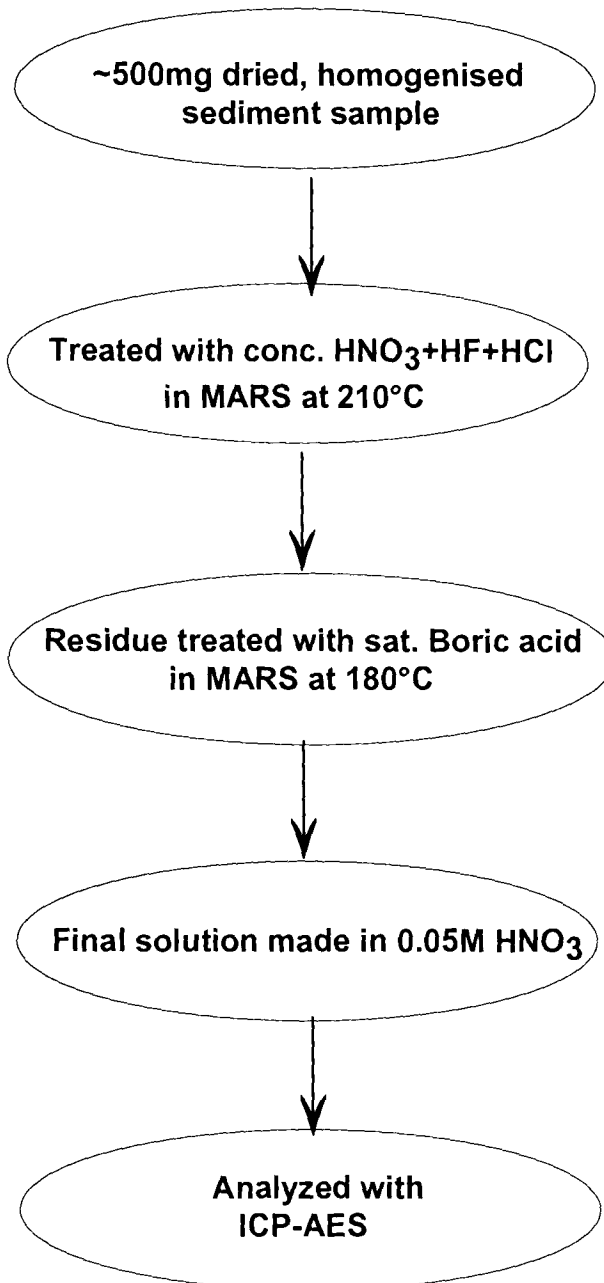 ~500mg dried, homogenised
sediment sample
Treated with conc. HNO₃+HF+HCl
in MARS at 210°C
Residue treated with sat. Boric acid
in MARS at 180°C
Final solution made in 0.05M HNO₃
Analyzed with
ICP-AES